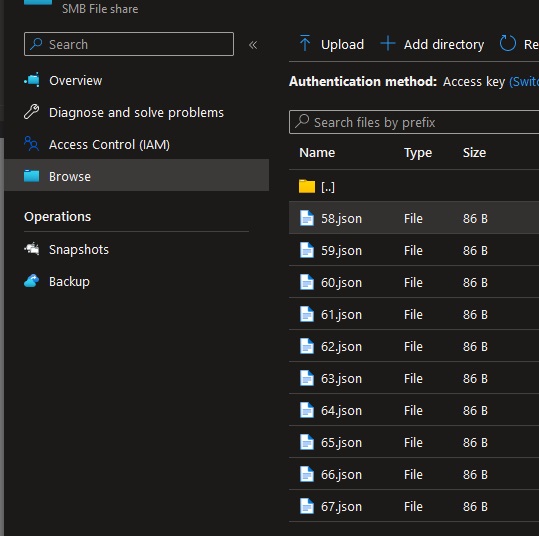 SMB File share
Search «
Upload Add directory Re
Overview
Authentication method: Access key (Swit
Diagnose and solve problems
Search files by prefix
Access Control (IAM)
Name Type Size
Browse
[..]
Operations
58.json File 86 B
Snapshots
59.json File 86 B
Backup
60.json File 86 B
61.json File 86 B
62.json File 86 B
63.json File 86 B
64.json File 86 B
65.json File 86 B
66.json File 86 B
67.json File 86 B